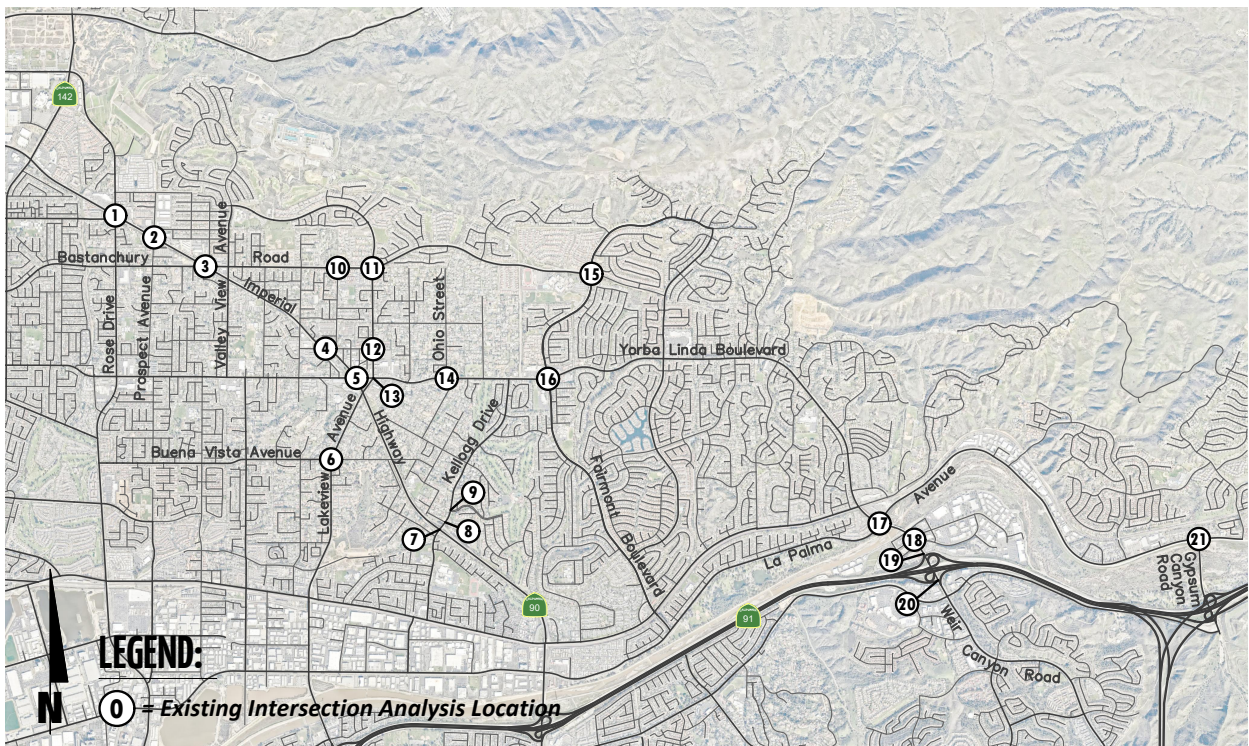 142
1
2
3
Bastanchury
Road
10
11
15
Rose Drive
Prospect Avenue
Valley View Avenue
Imperial
Highway
Ohio Street
4
12
Yorba Linda Boulevard
5
13
14
16
Buena Vista Avenue
6
Lakeview Avenue
Kellogg Drive
9
7
8
Fairmont
Boulevard
La Palma
Avenue
17
18
19
20
21
Gypsum
Canyon
Road
90
91
Weir
Canyon Road
LEGEND:
0 = Existing Intersection Analysis Location
N